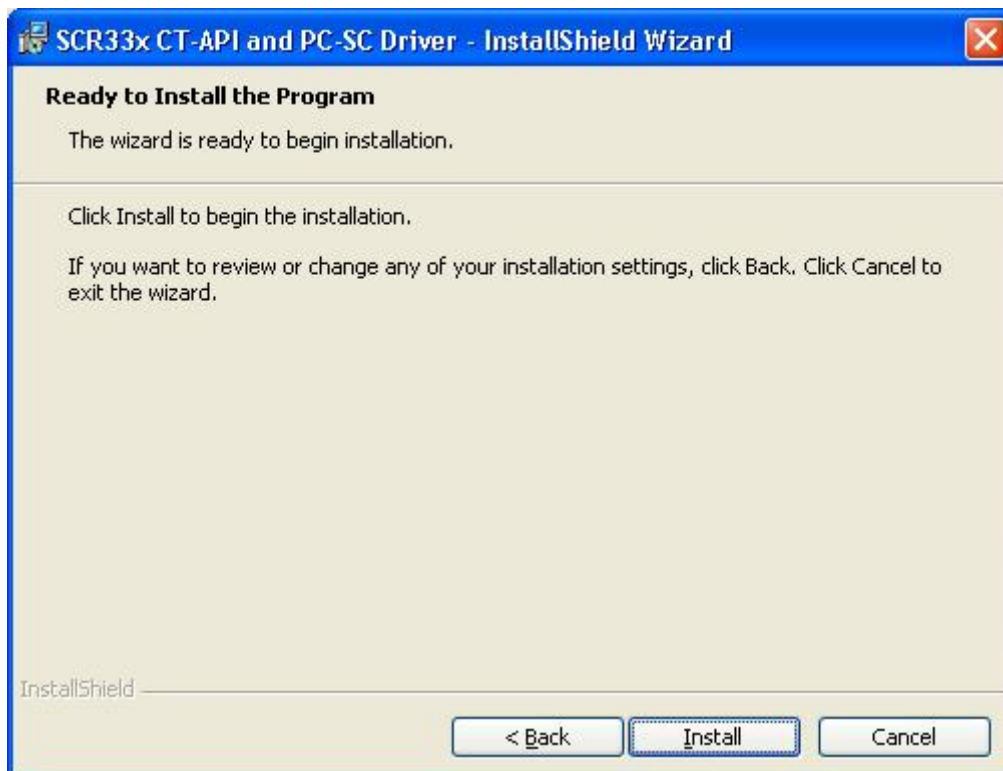 SCR33x CT-API and PC-SC Driver - InstallShield Wizard
Ready to Install the Program
The wizard is ready to begin installation.
Click Install to begin the installation.
If you want to review or change any of your installation settings, click Back. Click Cancel to
exit the wizard.
InstallShield
< Back Install Cancel